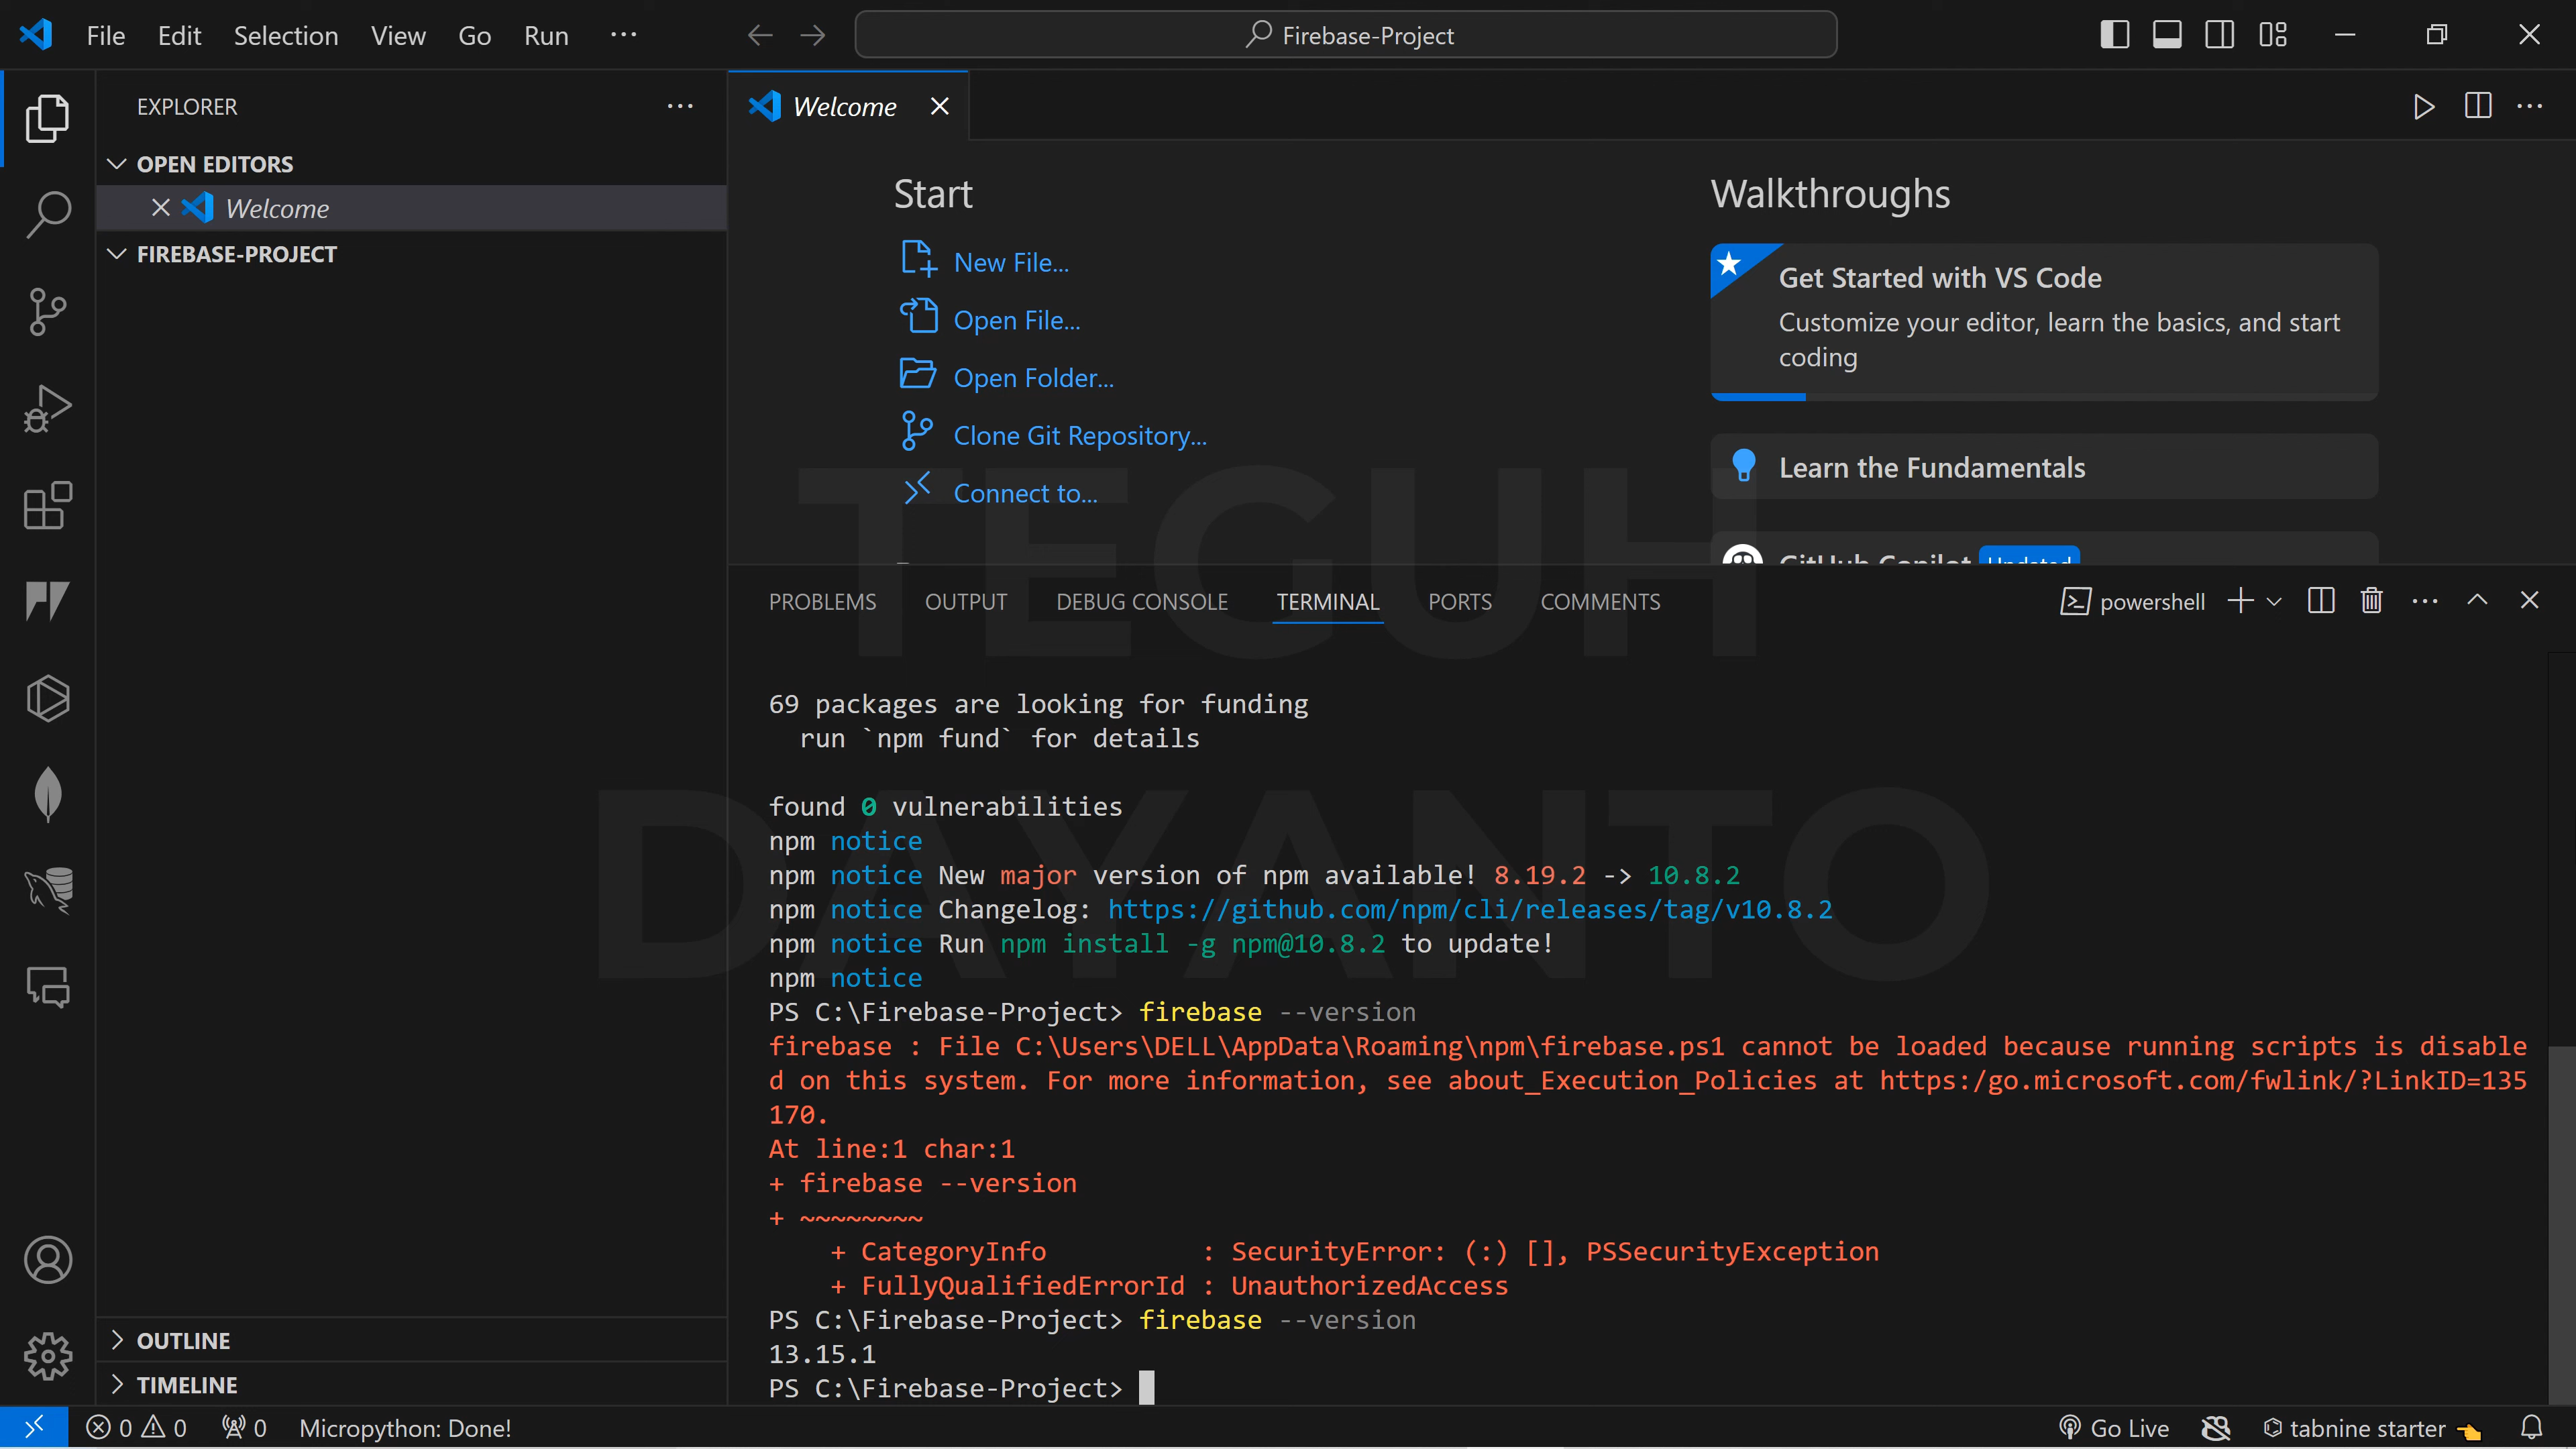 File Edit Selection View Go Run ···
Firebase-Project
EXPLORER
OPEN EDITORS
Welcome
FIREBASE-PROJECT
OUTLINE
TIMELINE
Welcome
Start
New File...
Open File...
Open Folder...
Clone Git Repository...
Connect to...
Walkthroughs
Get Started with VS Code
Customize your editor, learn the basics, and start
coding
Learn the Fundamentals
GitHub Copilot Updated
TEGUH
DAYANTO
PROBLEMS OUTPUT DEBUG CONSOLE TERMINAL PORTS COMMENTS
powershell
69 packages are looking for funding
run `npm fund` for details
found 0 vulnerabilities
npm notice
npm notice New major version of npm available! 8.19.2 -> 10.8.2
npm notice Changelog: https://github.com/npm/cli/releases/tag/v10.8.2
npm notice Run npm install -g npm@10.8.2 to update!
npm notice
PS C:\Firebase-Project> firebase --version
firebase : File C:\Users\DELL\AppData\Roaming\npm\firebase.ps1 cannot be loaded because running scripts is disable
d on this system. For more information, see about_Execution_Policies at https:/go.microsoft.com/fwlink/?LinkID=135
170.
At line:1 char:1
+ firebase --version
+ ~~~~~~~~
+ CategoryInfo : SecurityError: (:) [], PSSecurityException
+ FullyQualifiedErrorId : UnauthorizedAccess
PS C:\Firebase-Project> firebase --version
13.15.1
PS C:\Firebase-Project>
0 0 0 Micropython: Done!
Go Live tabnine starter